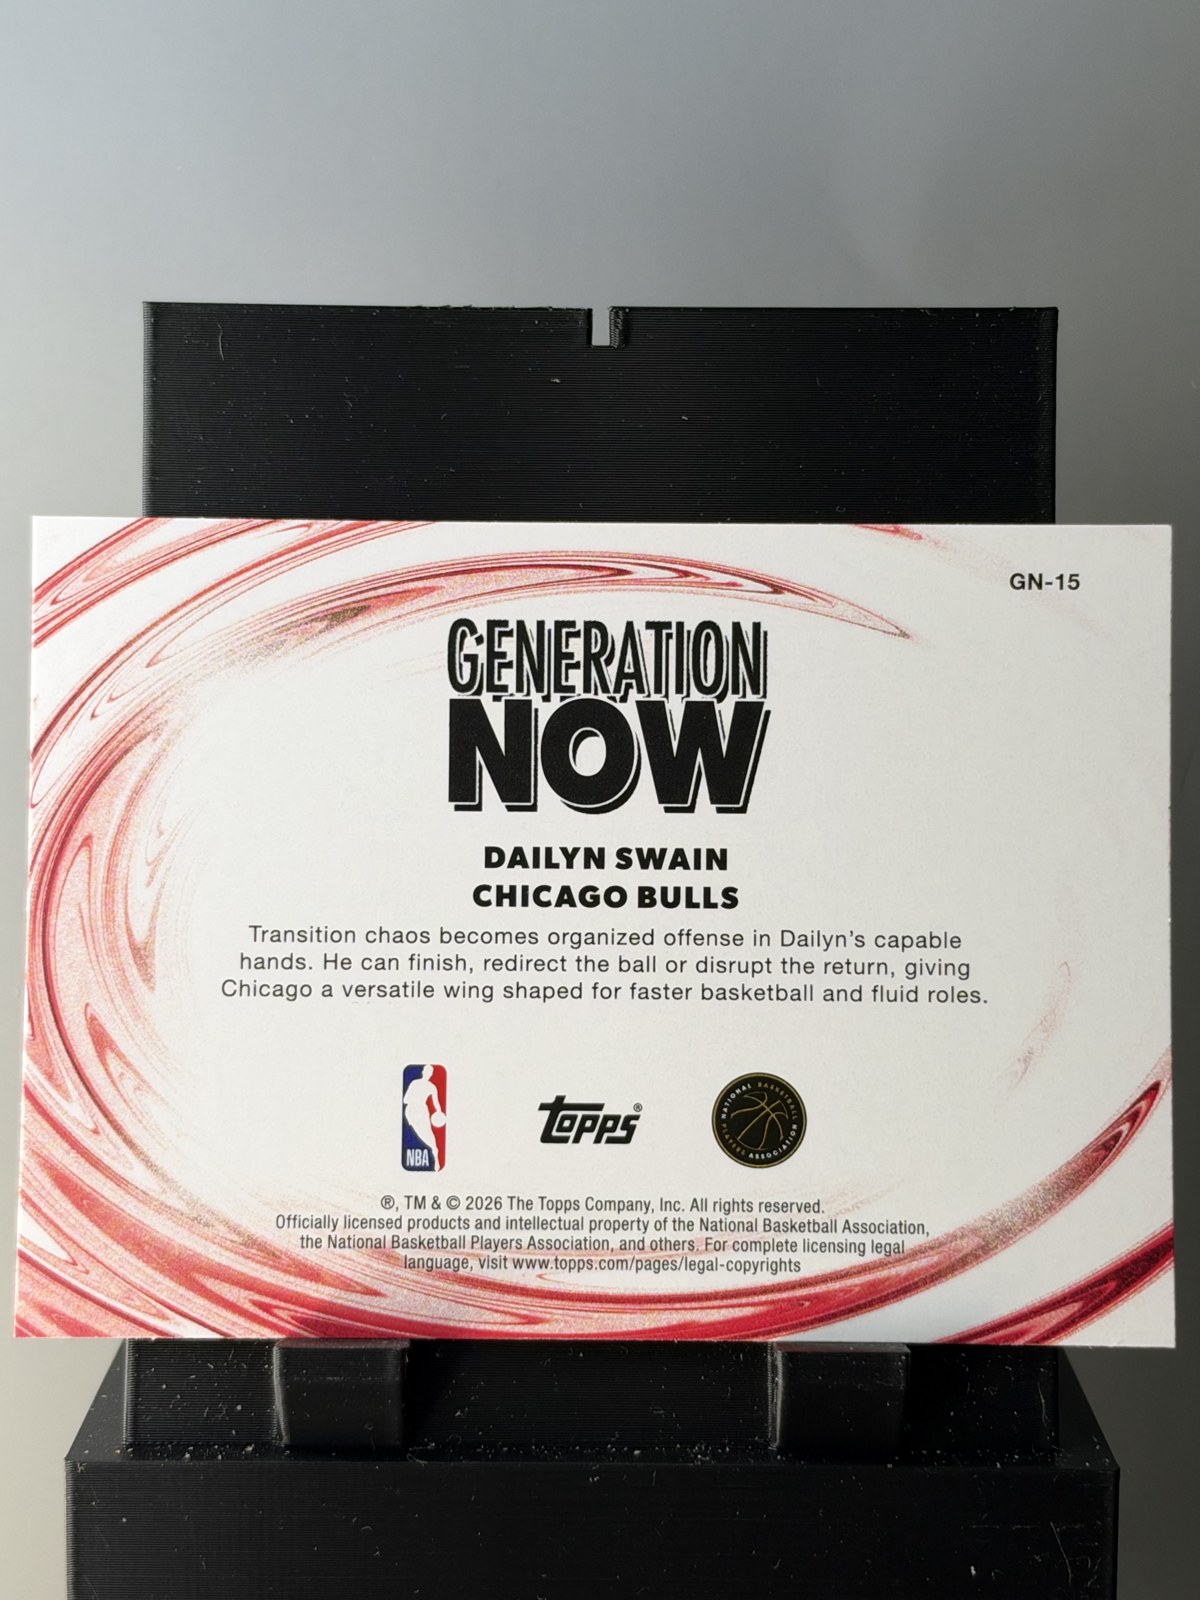 GN-15
GENERATION
NOW
DAILYN SWAIN
CHICAGO BULLS
Transition chaos becomes organized offense in Dailyn's capable
hands. He can finish, redirect the ball or disrupt the return, giving
Chicago a versatile wing shaped for faster basketball and fluid roles.
NBA
topps®
NATIONAL BASKETBALL
PLAYERS ASSOCIATION
®, TM & © 2026 The Topps Company, Inc. All rights reserved.
Officially licensed products and intellectual property of the National Basketball Association,
the National Basketball Players Association, and others. For complete licensing legal
language, visit www.topps.com/pages/legal-copyrights